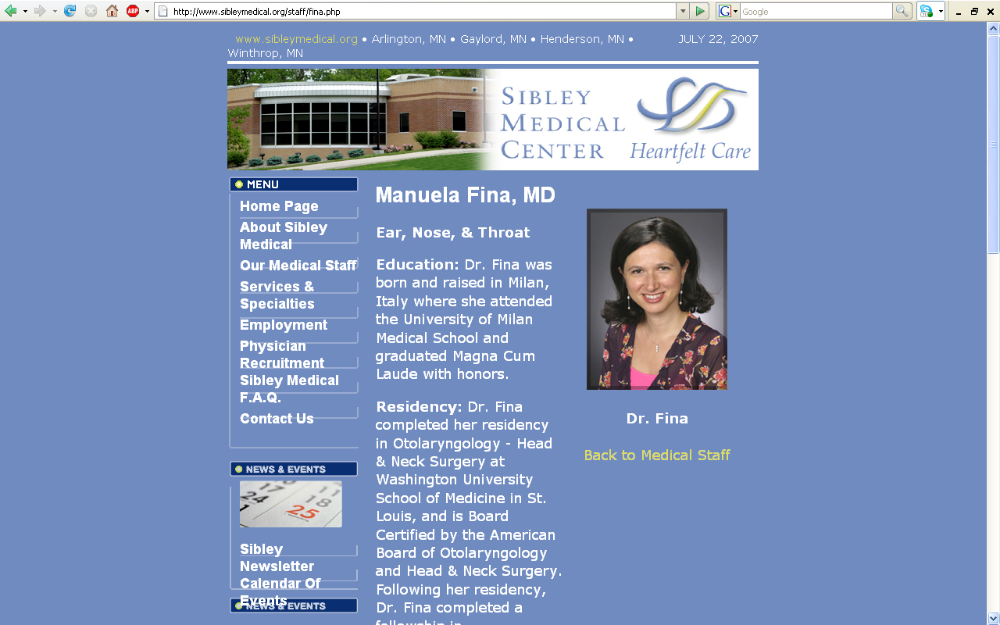 http://www.sibleymedical.org/staff/fina.php
Google
www.sibleymedical.org • Arlington, MN • Gaylord, MN • Henderson, MN •
Winthrop, MN
JULY 22, 2007
SIBLEY
MEDICAL
CENTER
Heartfelt Care
MENU
Home Page
About Sibley
Medical
Our Medical Staff
Services &
Specialties
Employment
Physician
Recruitment
Sibley Medical
F.A.Q.
Contact Us
NEWS & EVENTS
17
18
24
11
18
1
25
Sibley
Newsletter
Calendar Of
Events
NEWS & EVENTS
Manuela Fina, MD
Ear, Nose, & Throat
Education: Dr. Fina was
born and raised in Milan,
Italy where she attended
the University of Milan
Medical School and
graduated Magna Cum
Laude with honors.
Residency: Dr. Fina
completed her residency
in Otolaryngology - Head
& Neck Surgery at
Washington University
School of Medicine in St.
Louis, and is Board
Certified by the American
Board of Otolaryngology
and Head & Neck Surgery.
Following her residency,
Dr. Fina completed a
fellowship in
Dr. Fina
Back to Medical Staff
ABP
G